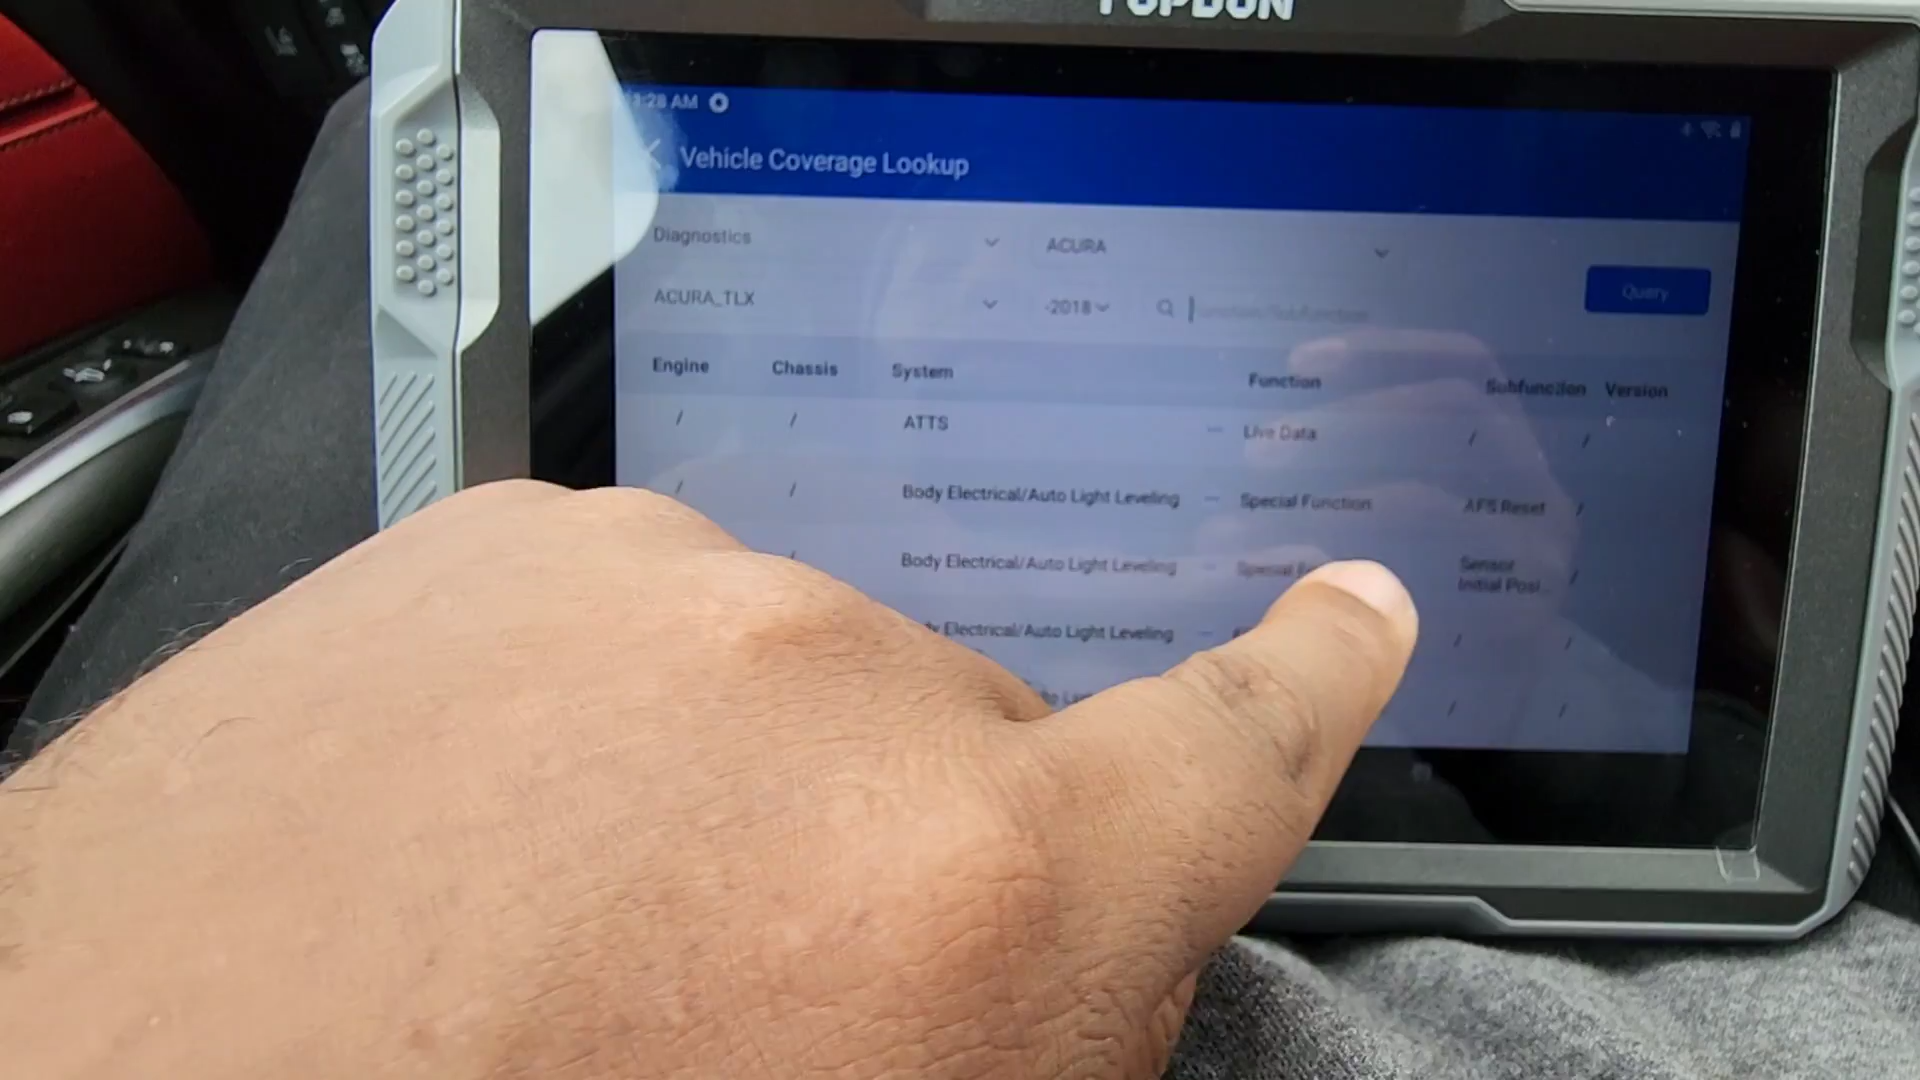 TOPDON
1:28 AM
Vehicle Coverage Lookup
Diagnostics
ACURA
Query
ACURA_TLX
-2018
Engine Chassis System Function Subfunction Version
/ / ATTS Live Data / /
/ / Body Electrical/Auto Light Leveling Special Function AFS Reset /
/ Body Electrical/Auto Light Leveling Special Sensor Initial Posi... /
Electrical/Auto Light Leveling / /
/ /